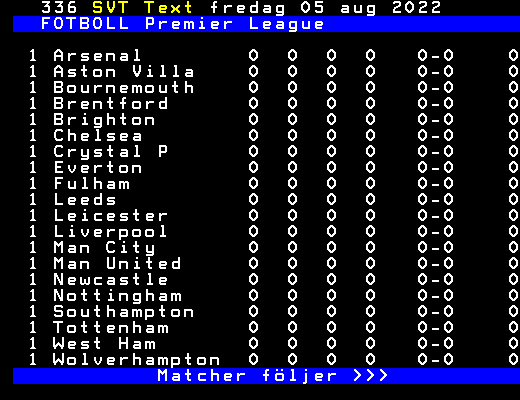 336 SVT Text fredag 05 aug 2022
FOTBOLL Premier League
1 Arsenal 0 0 0 0 0-0 0
1 Aston Villa 0 0 0 0 0-0 0
1 Bournemouth 0 0 0 0 0-0 0
1 Brentford 0 0 0 0 0-0 0
1 Brighton 0 0 0 0 0-0 0
1 Chelsea 0 0 0 0 0-0 0
1 Crystal P 0 0 0 0 0-0 0
1 Everton 0 0 0 0 0-0 0
1 Fulham 0 0 0 0 0-0 0
1 Leeds 0 0 0 0 0-0 0
1 Leicester 0 0 0 0 0-0 0
1 Liverpool 0 0 0 0 0-0 0
1 Man City 0 0 0 0 0-0 0
1 Man United 0 0 0 0 0-0 0
1 Newcastle 0 0 0 0 0-0 0
1 Nottingham 0 0 0 0 0-0 0
1 Southampton 0 0 0 0 0-0 0
1 Tottenham 0 0 0 0 0-0 0
1 West Ham 0 0 0 0 0-0 0
1 Wolverhampton 0 0 0 0 0-0 0
Matcher följer >>>